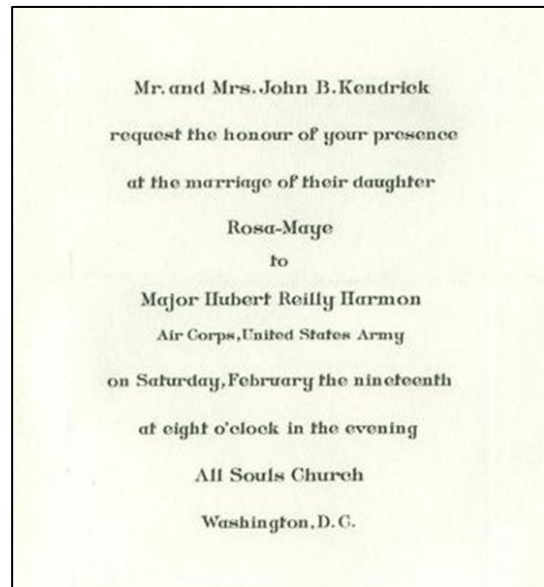 Mr. and Mrs. John B. Kendrick
request the honour of your presence
at the marriage of their daughter
Rosa-Maye
to
Major Hubert Reilly Harmon
Air Corps, United States Army
on Saturday, February the nineteenth
at eight o'clock in the evening
All Souls Church
Washington, D. C.